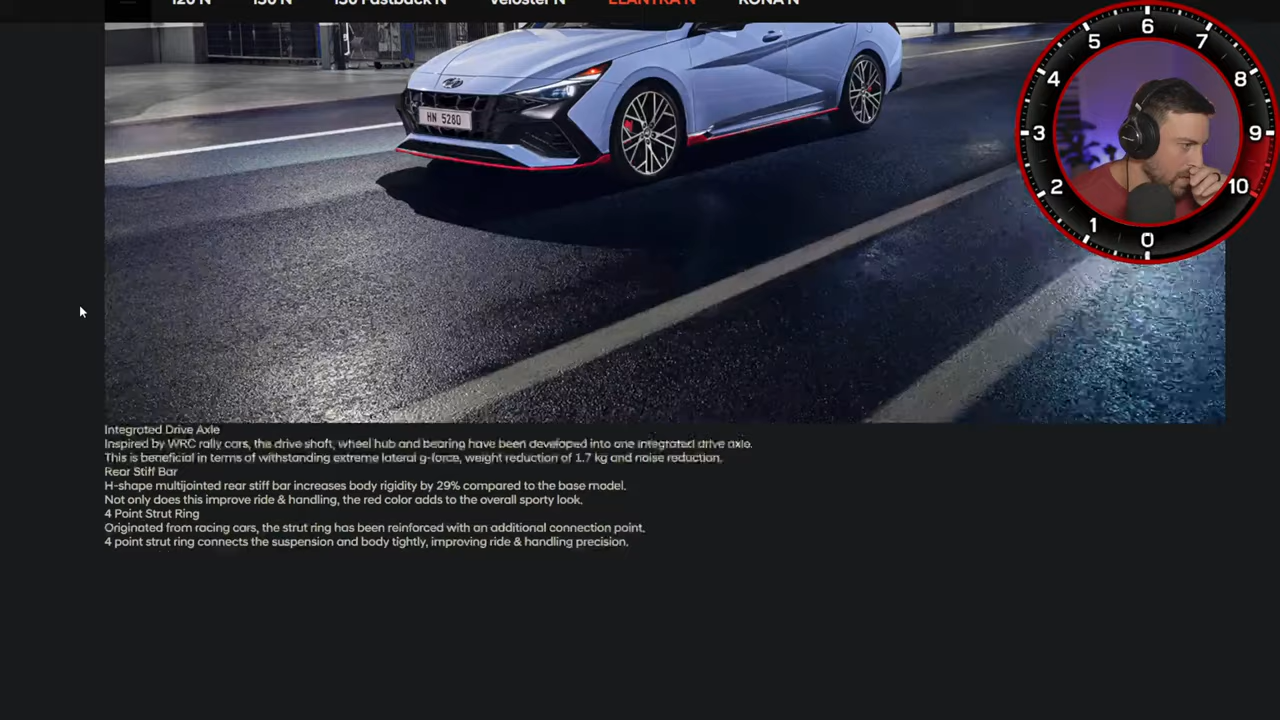 i20 N i30 N i30 Fastback N Veloster N ELANTRA N KONA N
HN 5280
0 1 2 3 4 5 6 7 8 9 10
Integrated Drive Axle
Inspired by WRC rally cars, the drive shaft, wheel hub and bearing have been developed into one integrated drive axle.
This is beneficial in terms of withstanding extreme lateral g-force, weight reduction of 1.7 kg and noise reduction.
Rear Stiff Bar
H-shape multijointed rear stiff bar increases body rigidity by 29% compared to the base model.
Not only does this improve ride & handling, the red color adds to the overall sporty look.
4 Point Strut Ring
Originated from racing cars, the strut ring has been reinforced with an additional connection point.
4 point strut ring connects the suspension and body tightly, improving ride & handling precision.